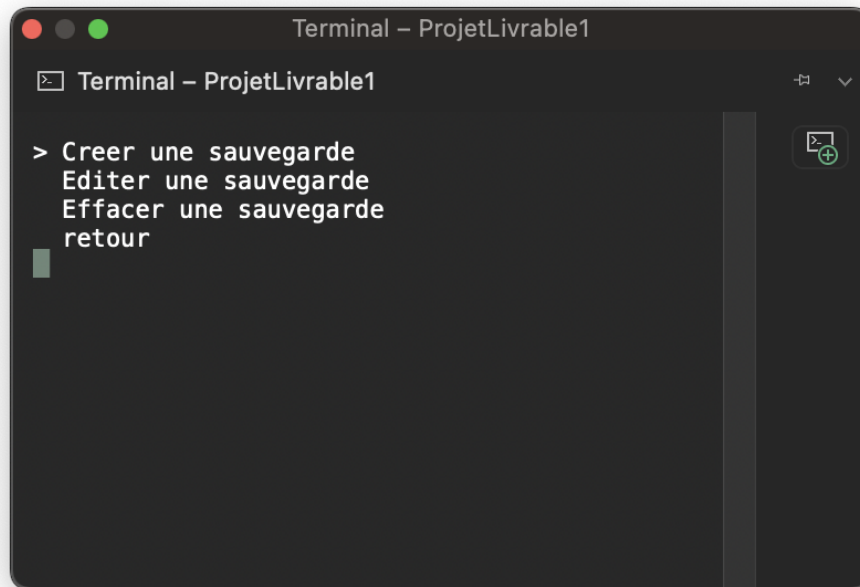 Terminal – ProjetLivrable1
Terminal – ProjetLivrable1
> Creer une sauvegarde
Editer une sauvegarde
Effacer une sauvegarde
retour